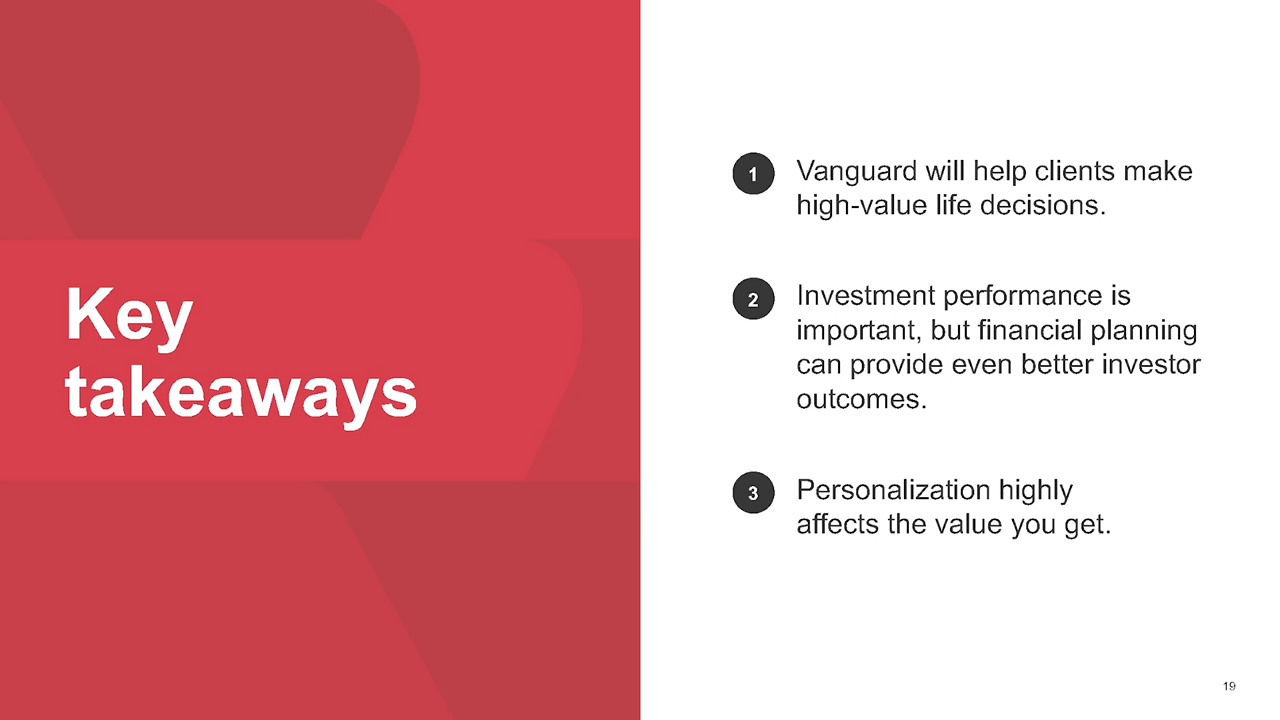 Key
takeaways
1
Vanguard will help clients make
high-value life decisions.
2
Investment performance is
important, but financial planning
can provide even better investor
outcomes.
3
Personalization highly
affects the value you get.
19